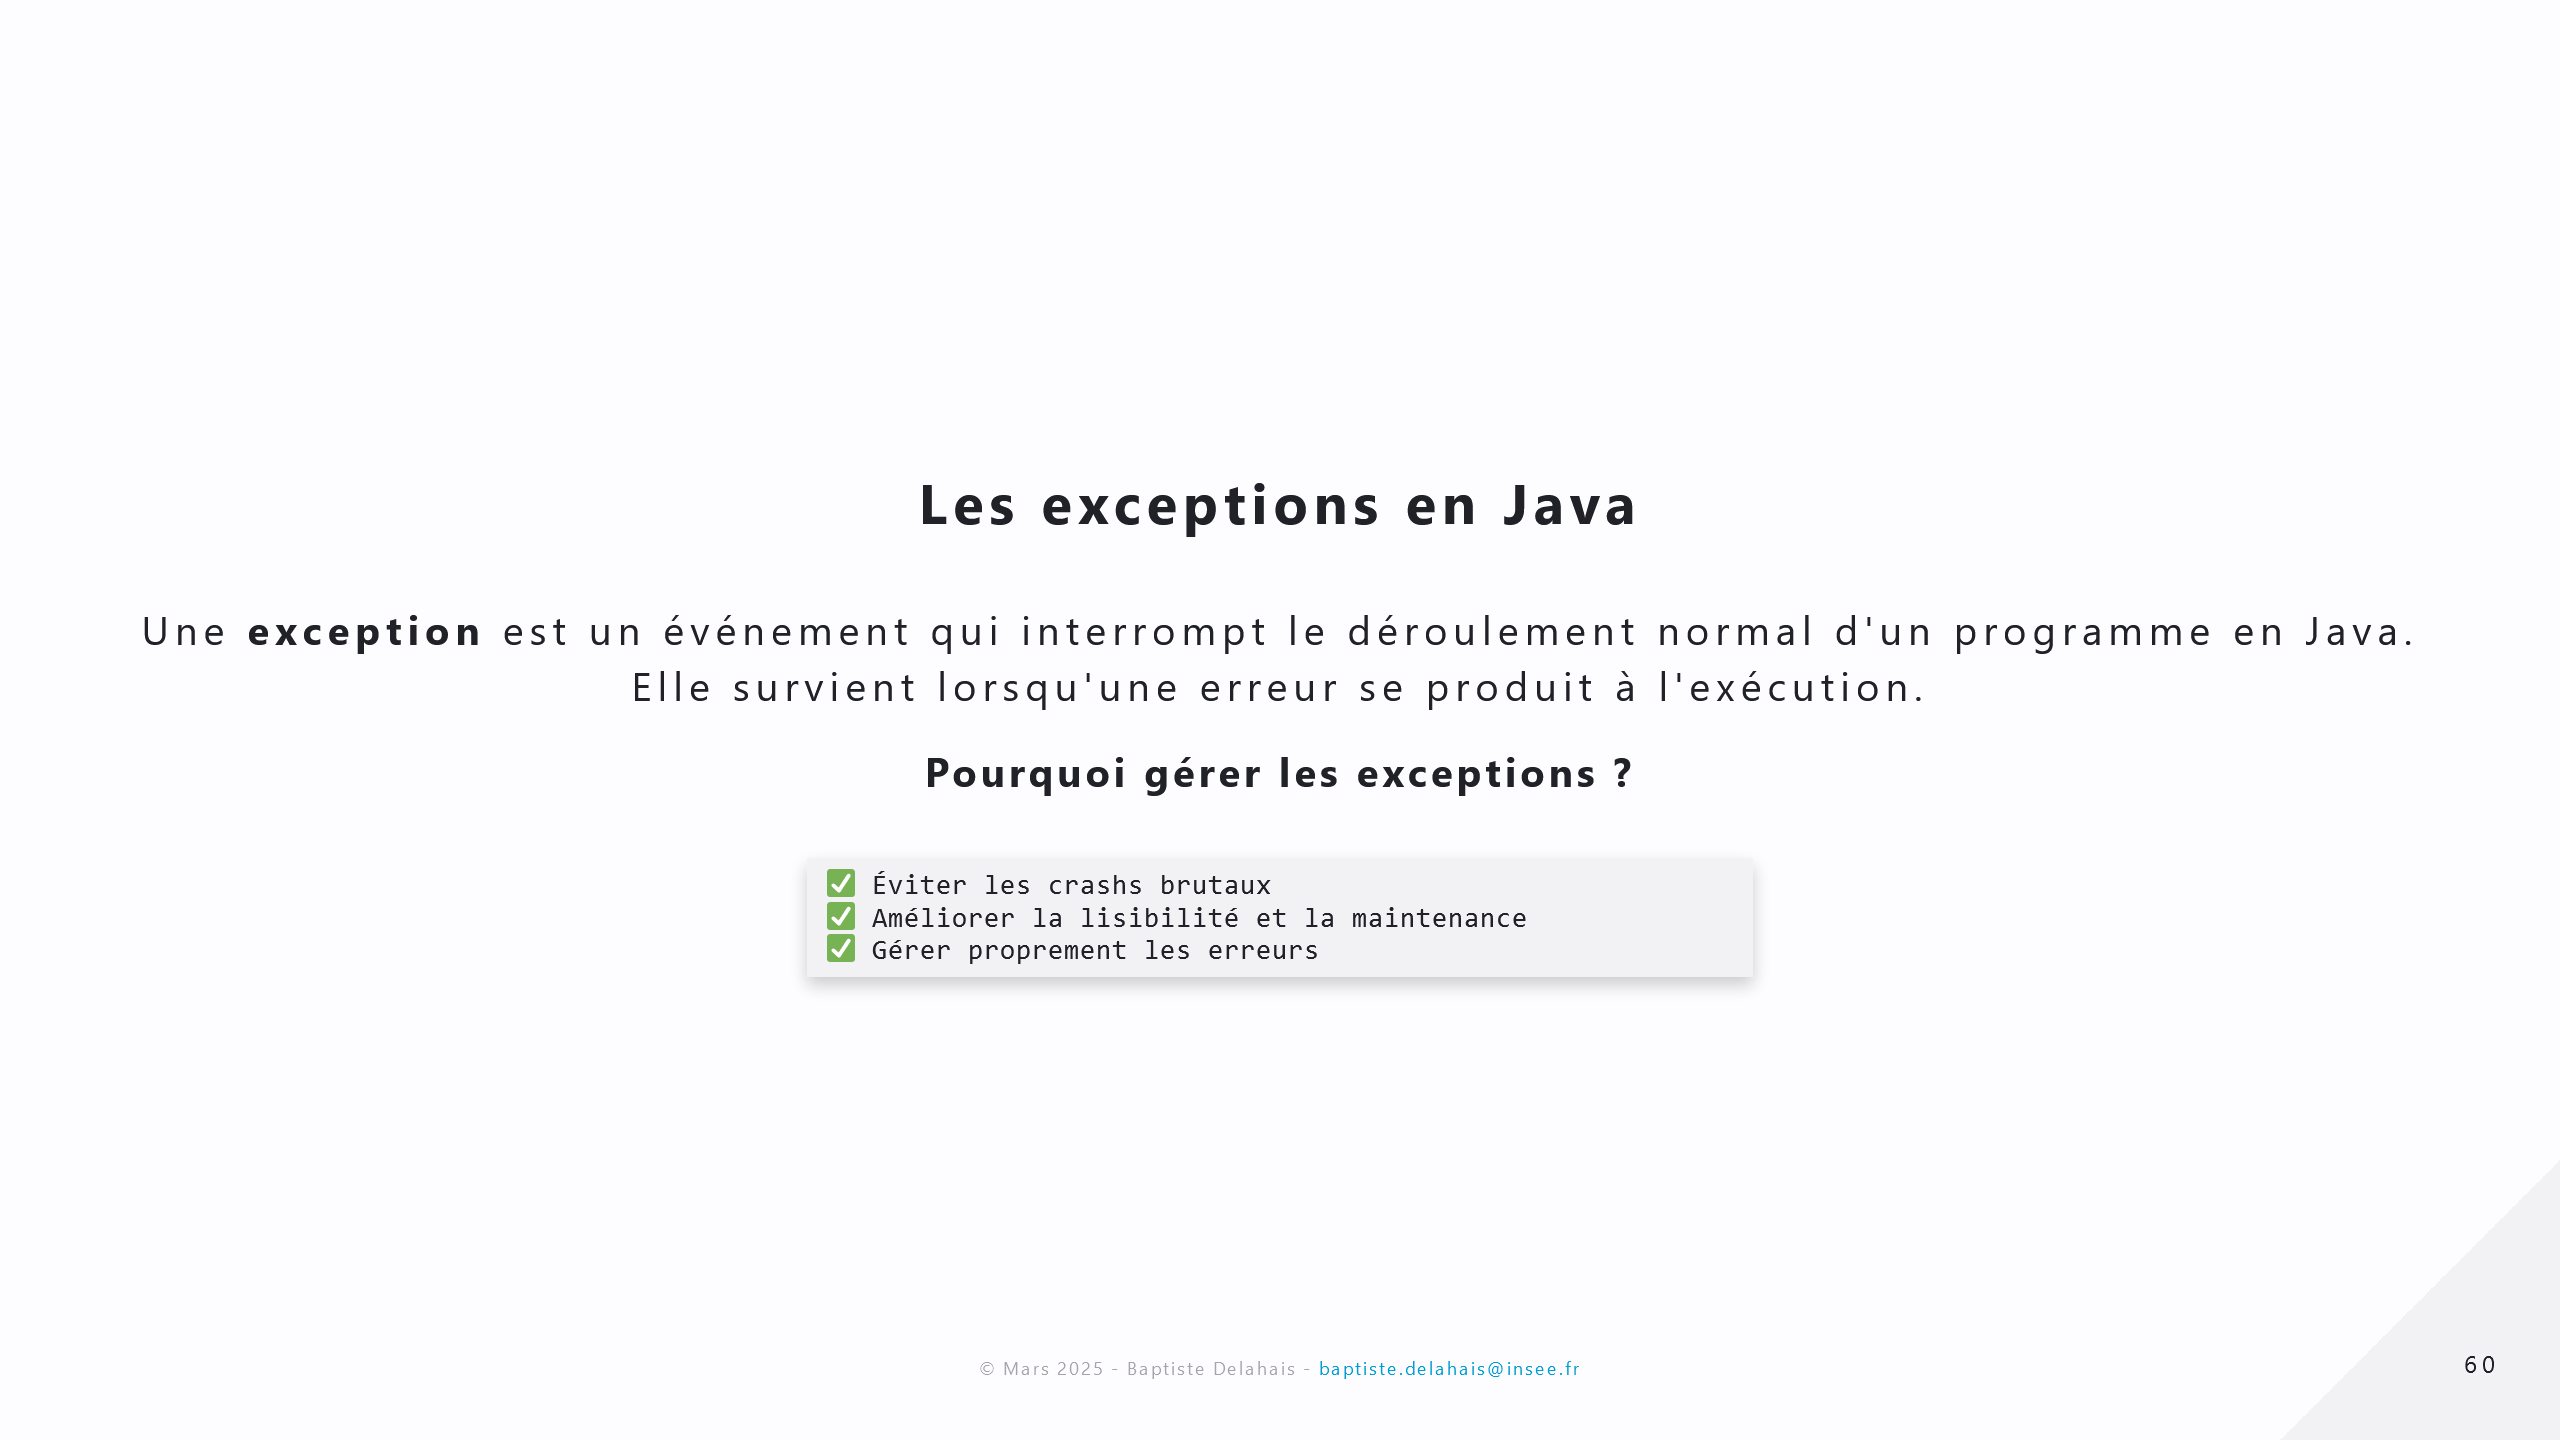 Les exceptions en Java
Une exception est un événement qui interrompt le déroulement normal d'un programme en Java.
Elle survient lorsqu'une erreur se produit à l'exécution.
Pourquoi gérer les exceptions ?
✅ Éviter les crashs brutaux
✅ Améliorer la lisibilité et la maintenance
✅ Gérer proprement les erreurs
© Mars 2025 - Baptiste Delahais - baptiste.delahais@insee.fr
60